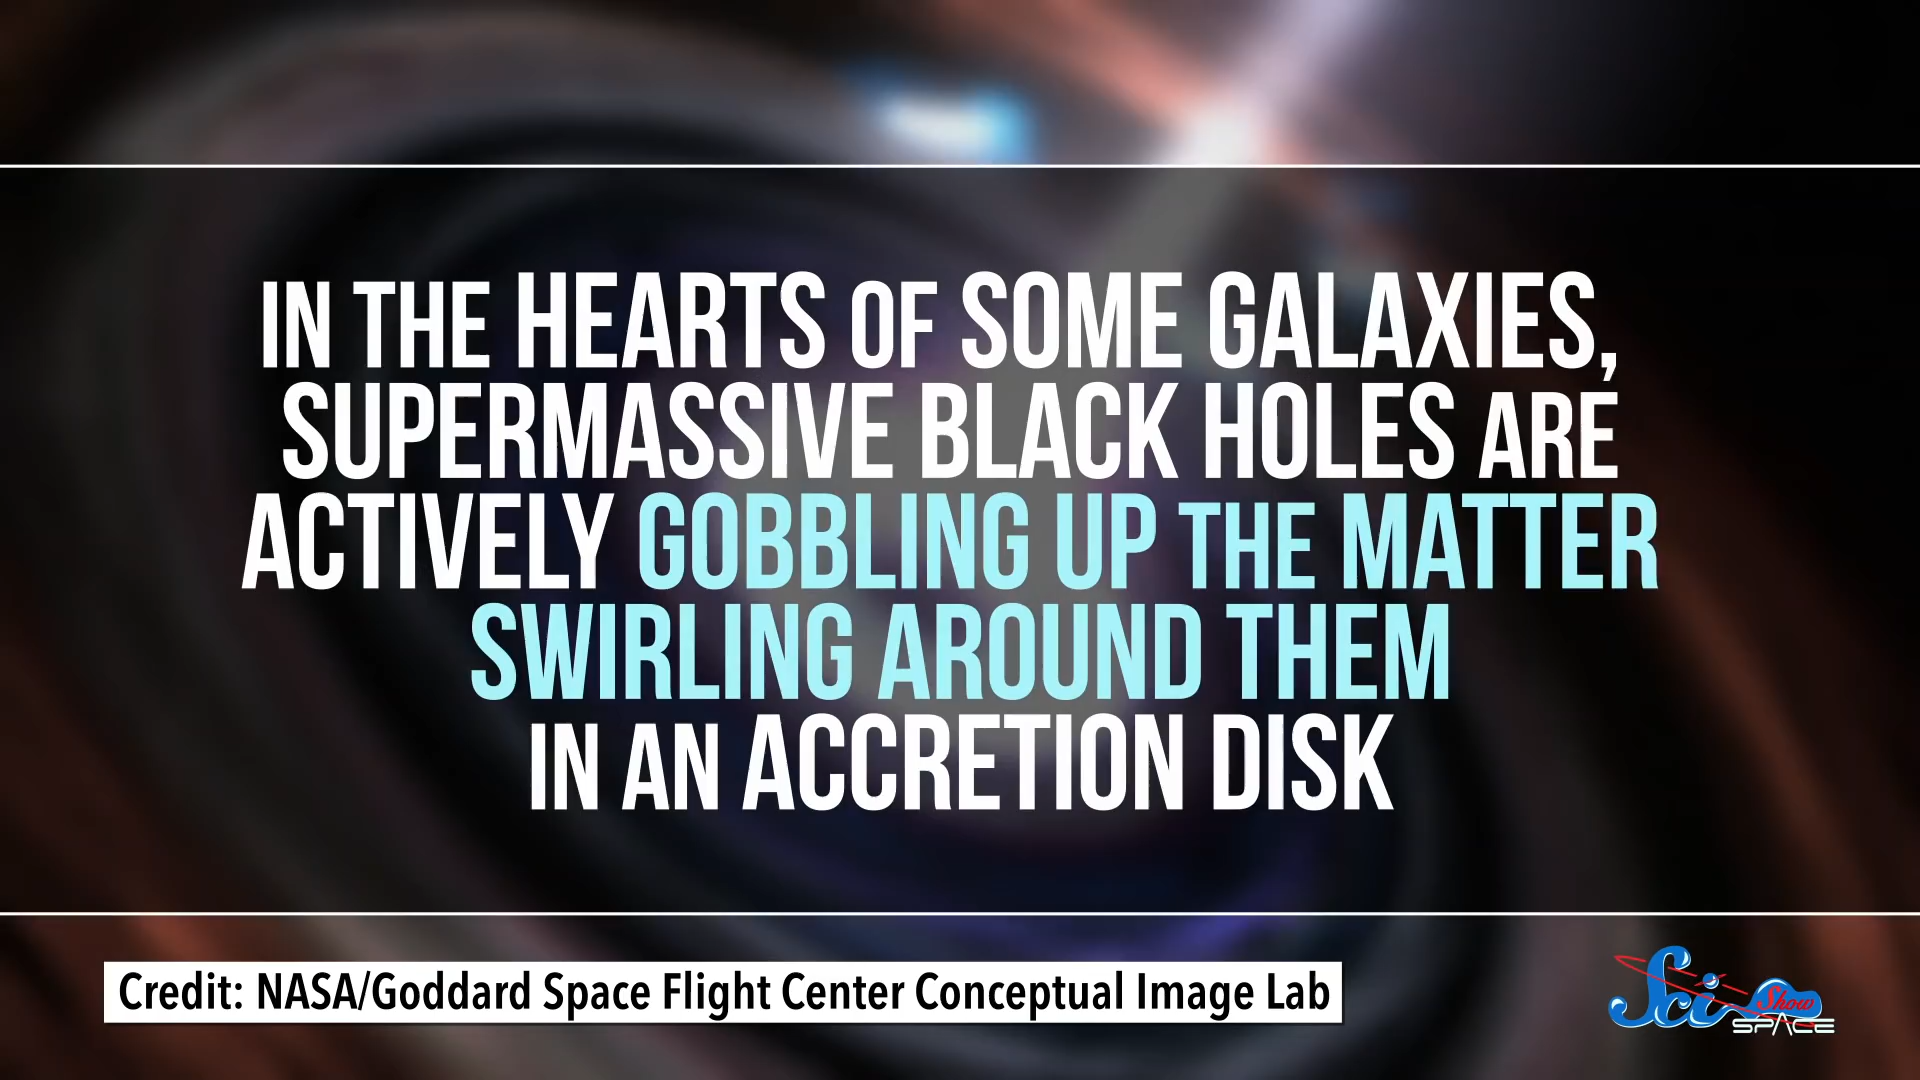 IN THE HEARTS OF SOME GALAXIES,
SUPERMASSIVE BLACK HOLES ARE
ACTIVELY GOBBLING UP THE MATTER
SWIRLING AROUND THEM
IN AN ACCRETION DISK
Credit: NASA/Goddard Space Flight Center Conceptual Image Lab
Sci Show
SPACE